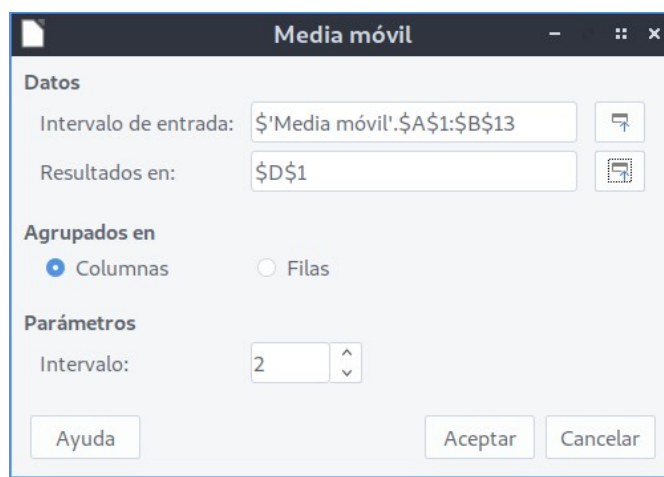 Media móvil
Datos
Intervalo de entrada: $'Media móvil'.$A$1:$B$13
Resultados en: $D$1
Agrupados en
Columnas Filas
Parámetros
Intervalo: 2
Ayuda Aceptar Cancelar